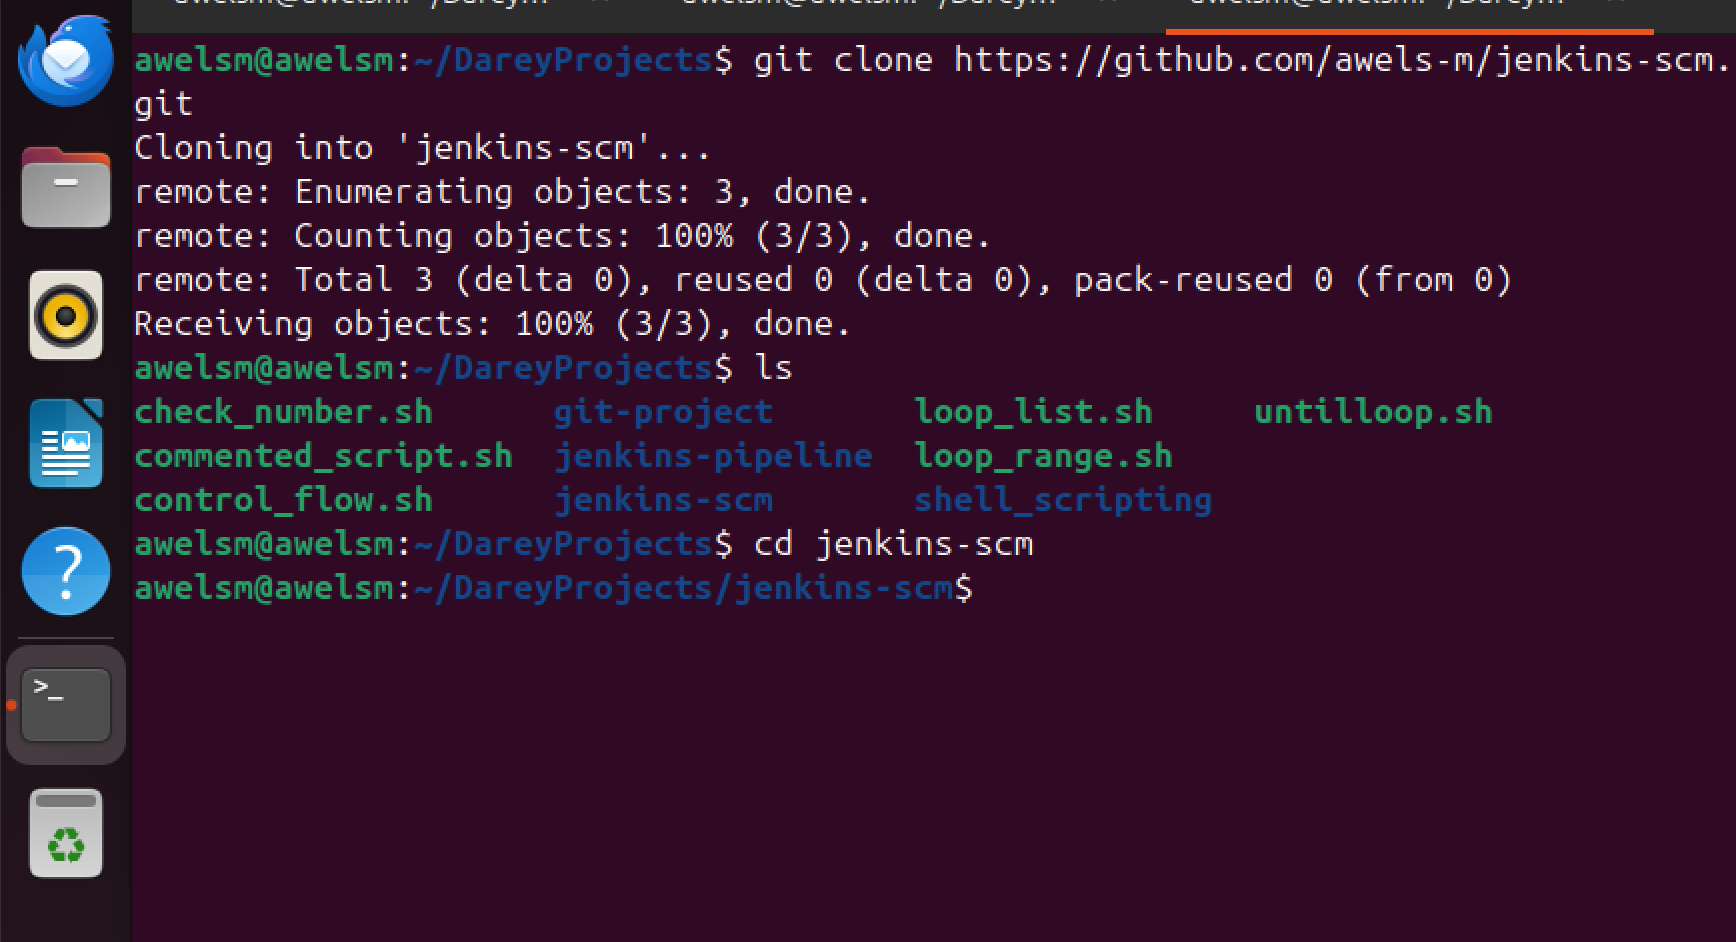 awelsm@awelsm:~/DareyProjects$ git clone https://github.com/awels-m/jenkins-scm.
git
Cloning into 'jenkins-scm'...
remote: Enumerating objects: 3, done.
remote: Counting objects: 100% (3/3), done.
remote: Total 3 (delta 0), reused 0 (delta 0), pack-reused 0 (from 0)
Receiving objects: 100% (3/3), done.
awelsm@awelsm:~/DareyProjects$ ls
check_number.sh      git-project       loop_list.sh     untilloop.sh
commented_script.sh  jenkins-pipeline  loop_range.sh
control_flow.sh      jenkins-scm       shell_scripting
awelsm@awelsm:~/DareyProjects$ cd jenkins-scm
awelsm@awelsm:~/DareyProjects/jenkins-scm$